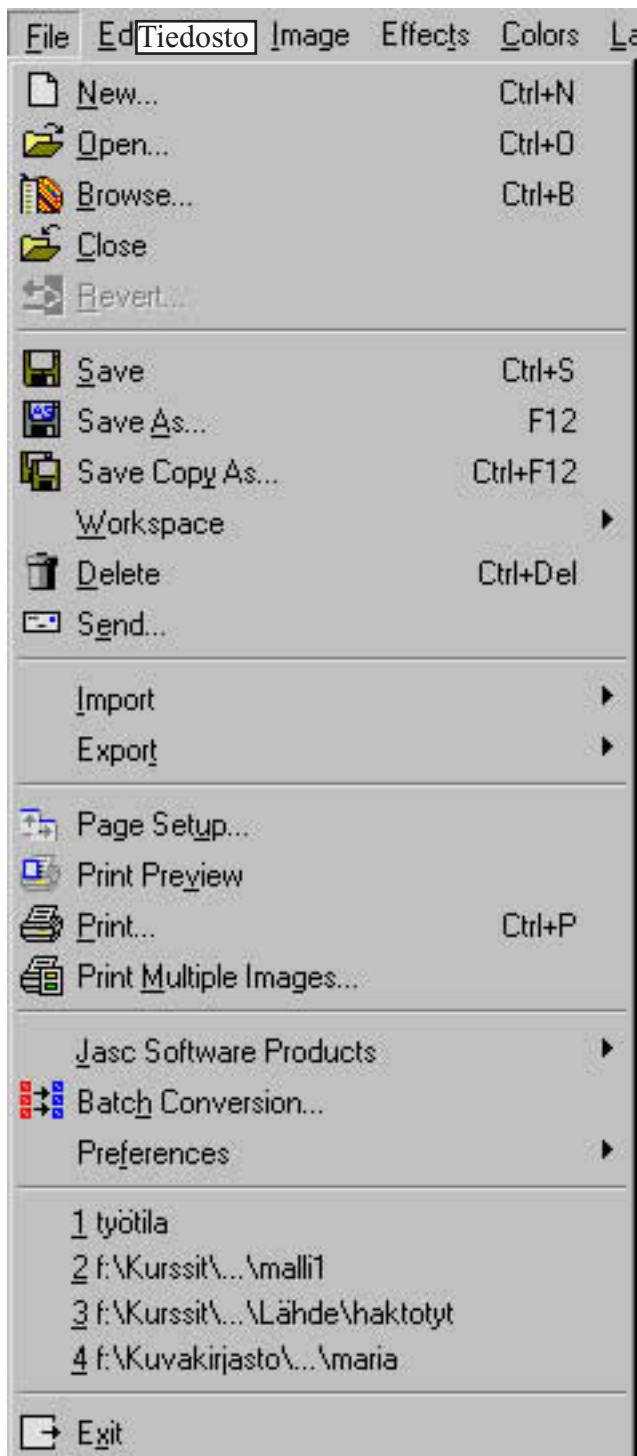 File Ed Tiedosto Image Effects Colors La
New... Ctrl+N
Open... Ctrl+O
Browse... Ctrl+B
Close
Revert...
Save Ctrl+S
Save As... F12
Save Copy As... Ctrl+F12
Workspace
Delete Ctrl+Del
Send...
Import
Export
Page Setup...
Print Preview
Print... Ctrl+P
Print Multiple Images...
Jasc Software Products
Batch Conversion...
Preferences
1 työtila
2 f:\Kurssit\...\malli1
3 f:\Kurssit\...\Lähde\haktotyt
4 f:\Kuvakirjasto\...\maria
Exit